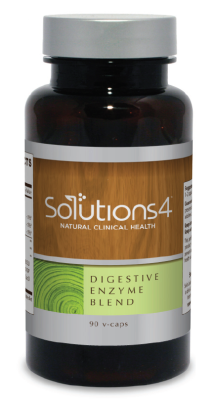 Solutions4
NATURAL CLINICAL HEALTH
DIGESTIVE
ENZYME
BLEND
90 v-caps